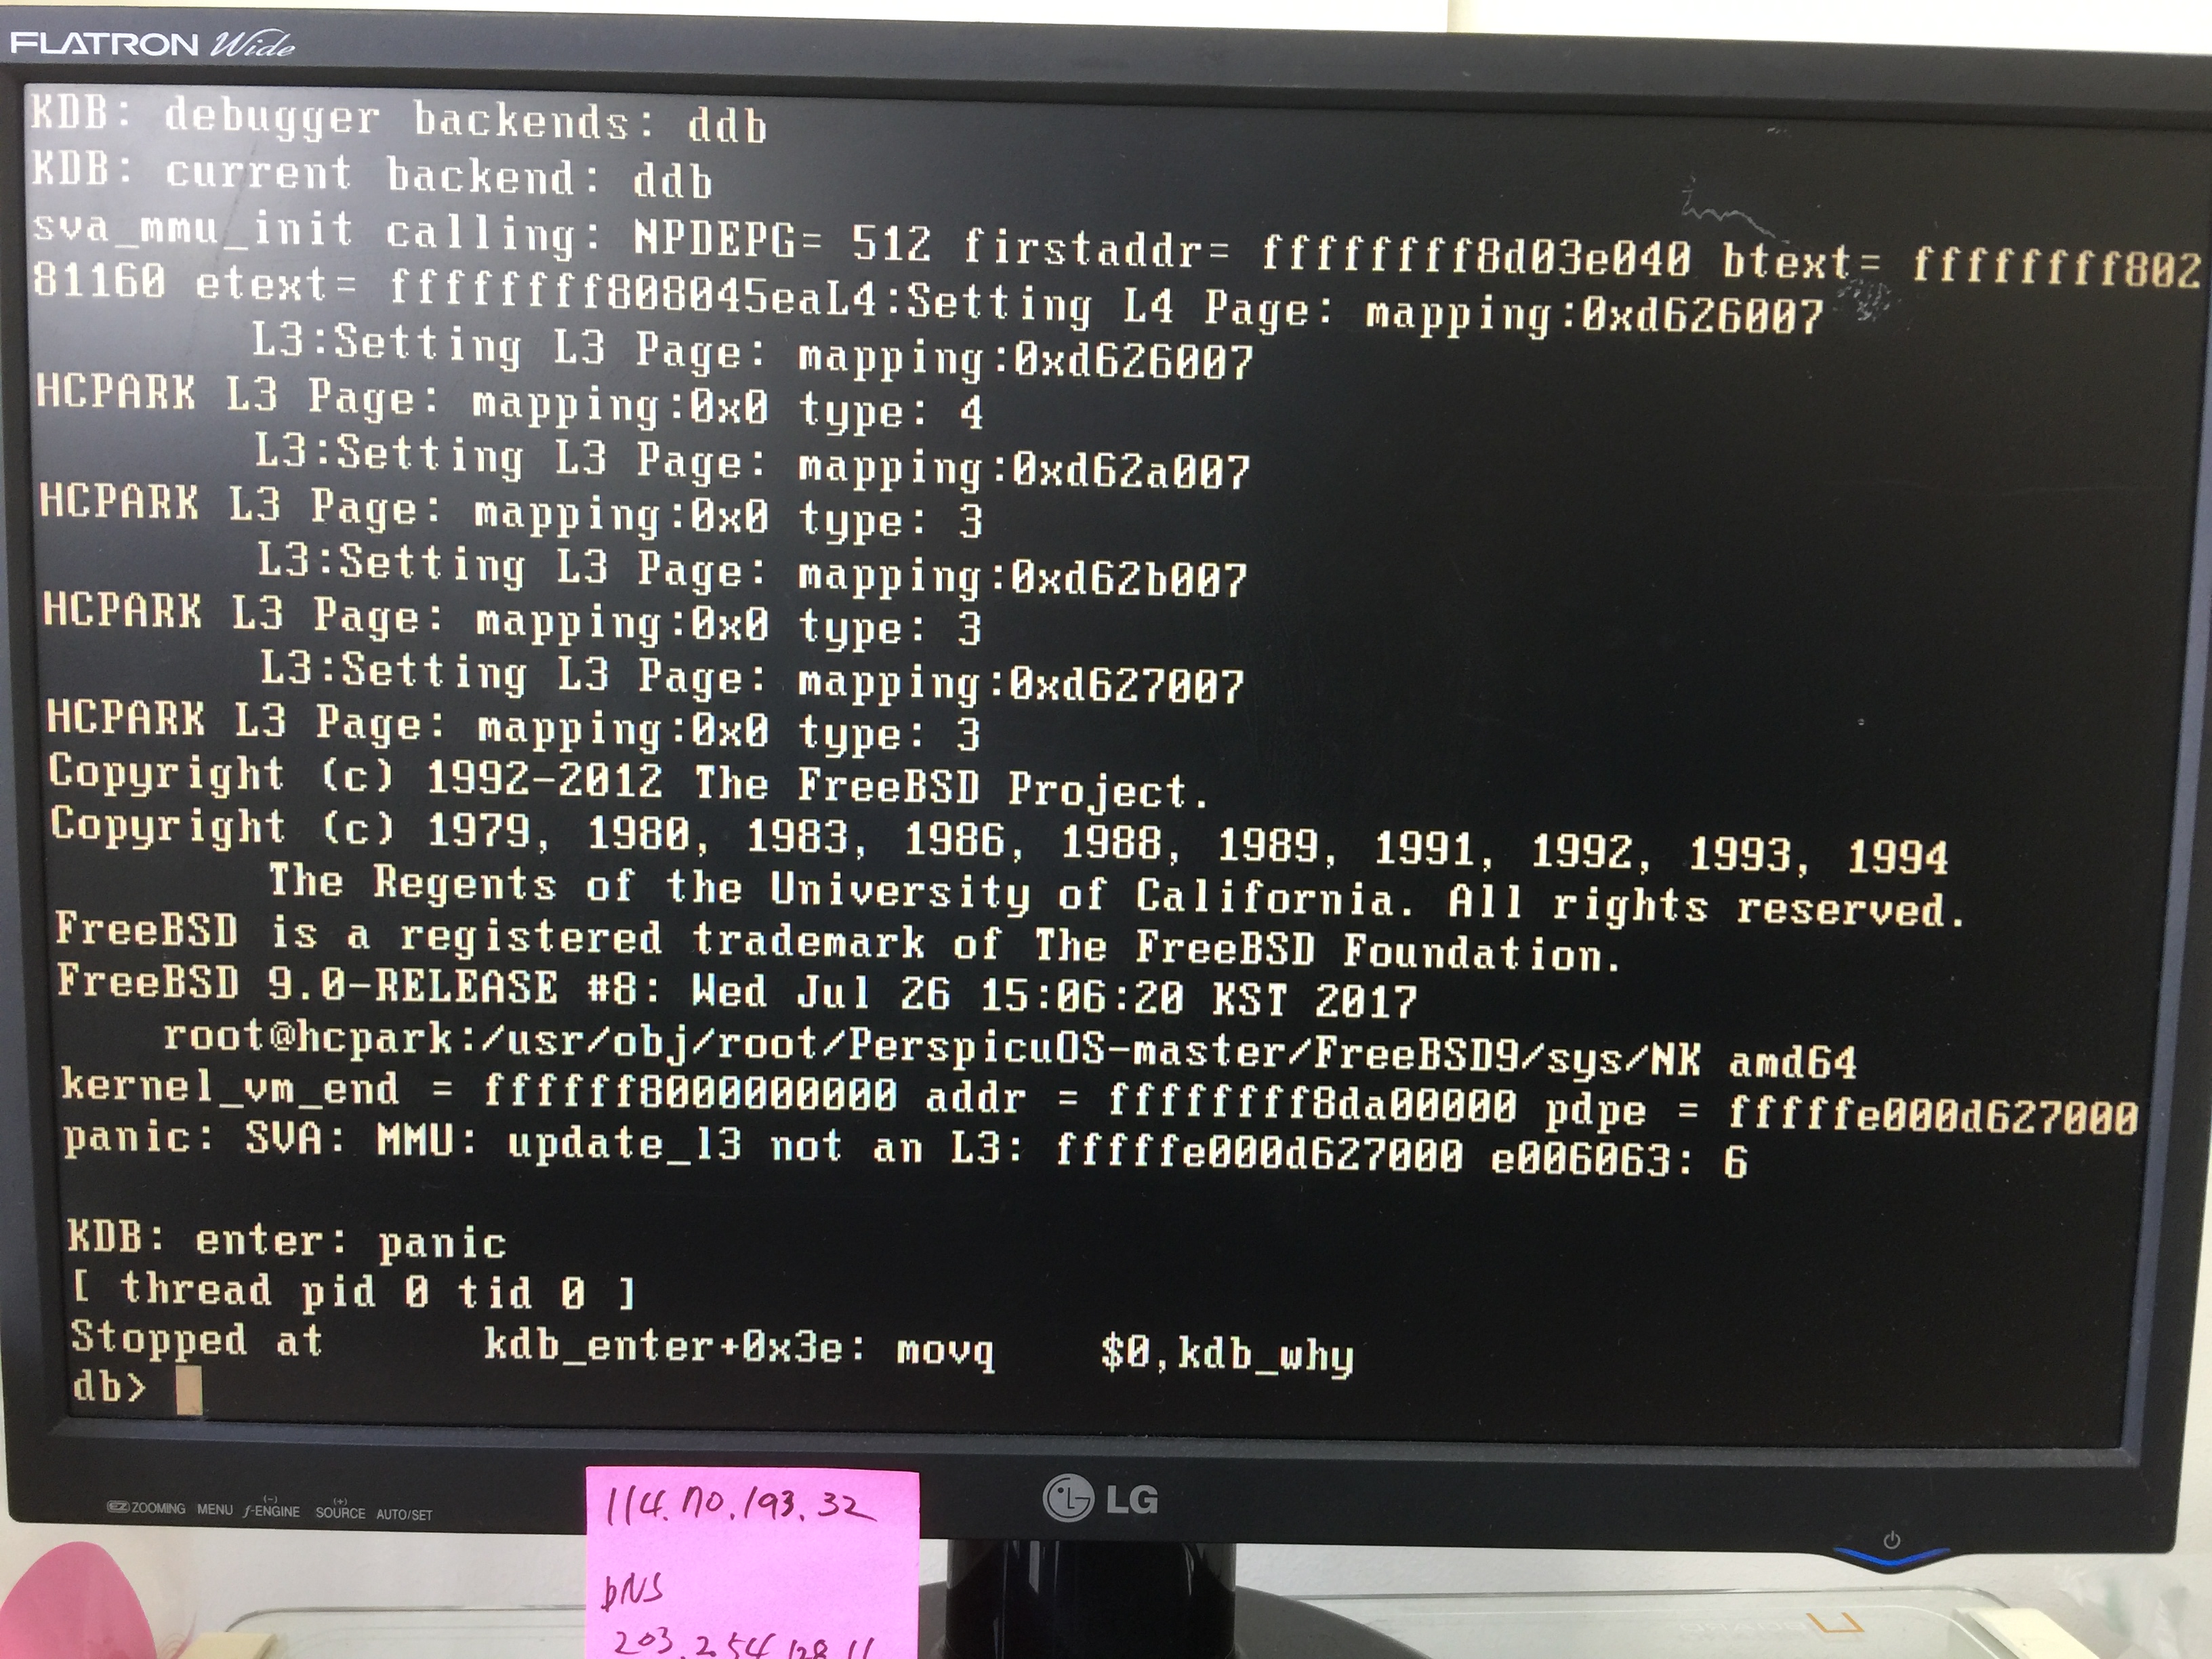 FLATRON Wide
KDB: debugger backends: ddb
KDB: current backend: ddb
sva_mmu_init calling: NPDEPG= 512 firstaddr= ffffffff8d03e040 btext= ffffffff802
81160 etext= ffffffff808045eaL4:Setting L4 Page: mapping:0xd626007
L3:Setting L3 Page: mapping:0xd626007
HCPARK L3 Page: mapping:0x0 type: 4
L3:Setting L3 Page: mapping:0xd62a007
HCPARK L3 Page: mapping:0x0 type: 3
L3:Setting L3 Page: mapping:0xd62b007
HCPARK L3 Page: mapping:0x0 type: 3
L3:Setting L3 Page: mapping:0xd627007
HCPARK L3 Page: mapping:0x0 type: 3
Copyright (c) 1992-2012 The FreeBSD Project.
Copyright (c) 1979, 1980, 1983, 1986, 1988, 1989, 1991, 1992, 1993, 1994
The Regents of the University of California. All rights reserved.
FreeBSD is a registered trademark of The FreeBSD Foundation.
FreeBSD 9.0-RELEASE #8: Wed Jul 26 15:06:20 KST 2017
root@hcpark:/usr/obj/root/PerspicuOS-master/FreeBSD9/sys/NK amd64
kernel_vm_end = ffffff8000000000 addr = ffffffff8da00000 pdpe = fffffe000d627000
panic: SVA: MMU: update_l3 not an L3: fffffe000d627000 e006063: 6
KDB: enter: panic
[ thread pid 0 tid 0 ]
Stopped at kdb_enter+0x3e: movq $0,kdb_why
db>
EZ ZOOMING MENU (-) f-ENGINE (+) SOURCE AUTO/SET
LG
114.70.193.32
DNS
203.254.128.11